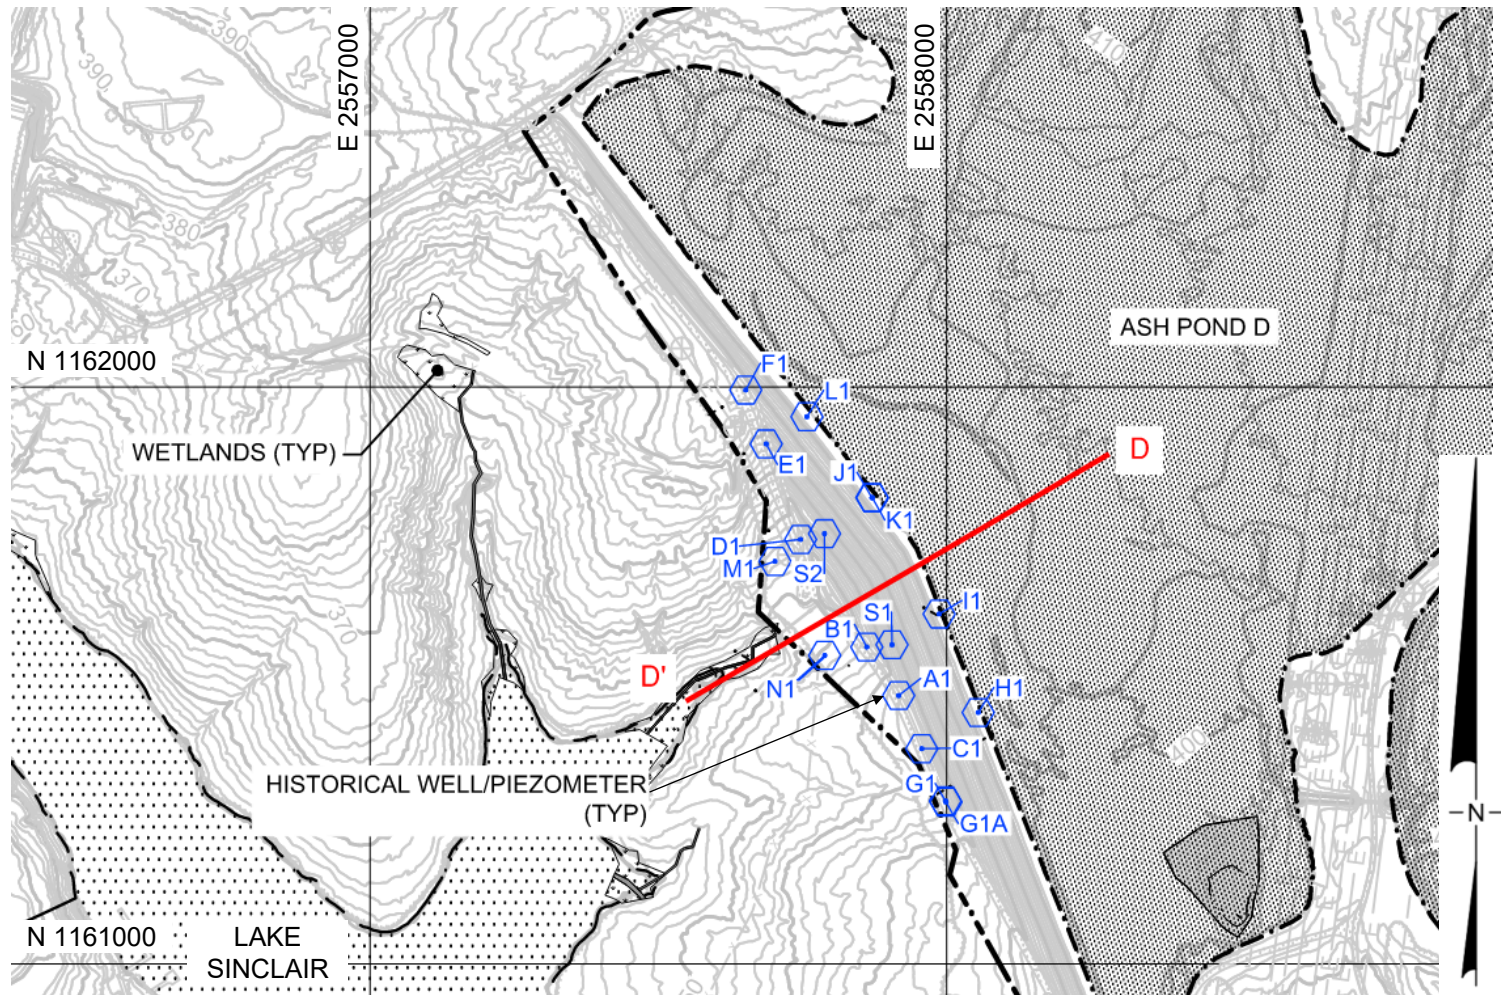 390
390
E 2557000
E 2558000
410
380
370
N 1162000
F1
L1
ASH POND D
WETLANDS (TYP)
E1
J1
K1
D
D1
M1
S2
370
I1
S1
B1
D'
N1
A1
H1
400
C1
HISTORICAL WELL/PIEZOMETER
(TYP)
G1
G1A
N
N 1161000
LAKE
SINCLAIR